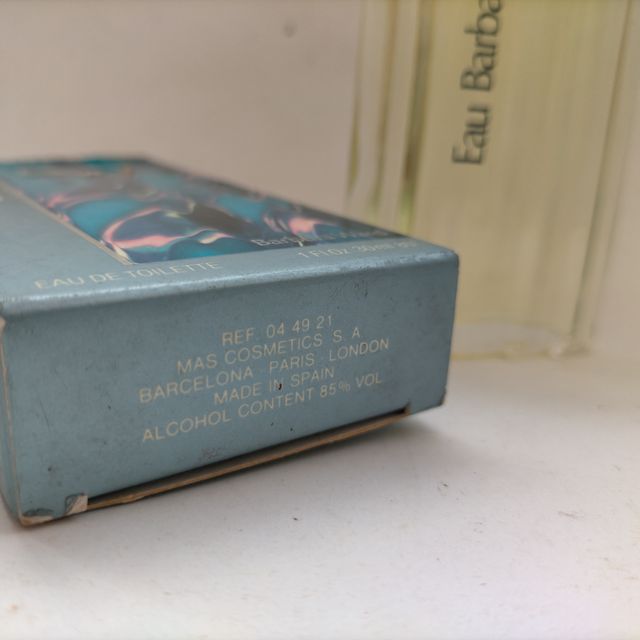 Eau Barba
EAU DE TOILETTE
REF. 04 49 21
MAS COSMETICS S. A.
BARCELONA PARIS LONDON
MADE IN SPAIN
ALCOHOL CONTENT 85% VOL